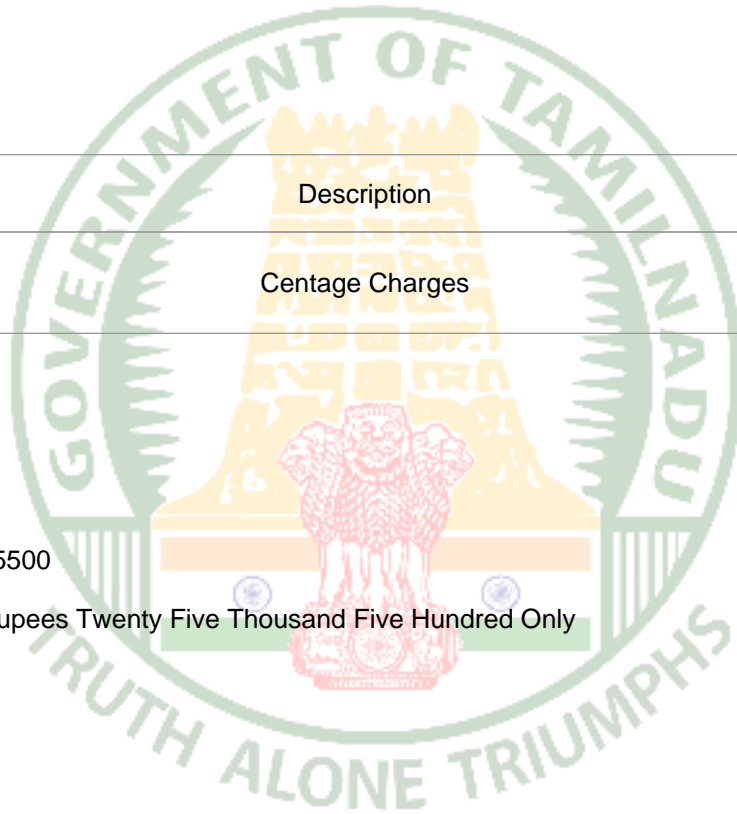 GOVERNMENT OF TAMILNADU
Description
Centage Charges
5500
upees Twenty Five Thousand Five Hundred Only
TRUTH ALONE TRIUMPHS